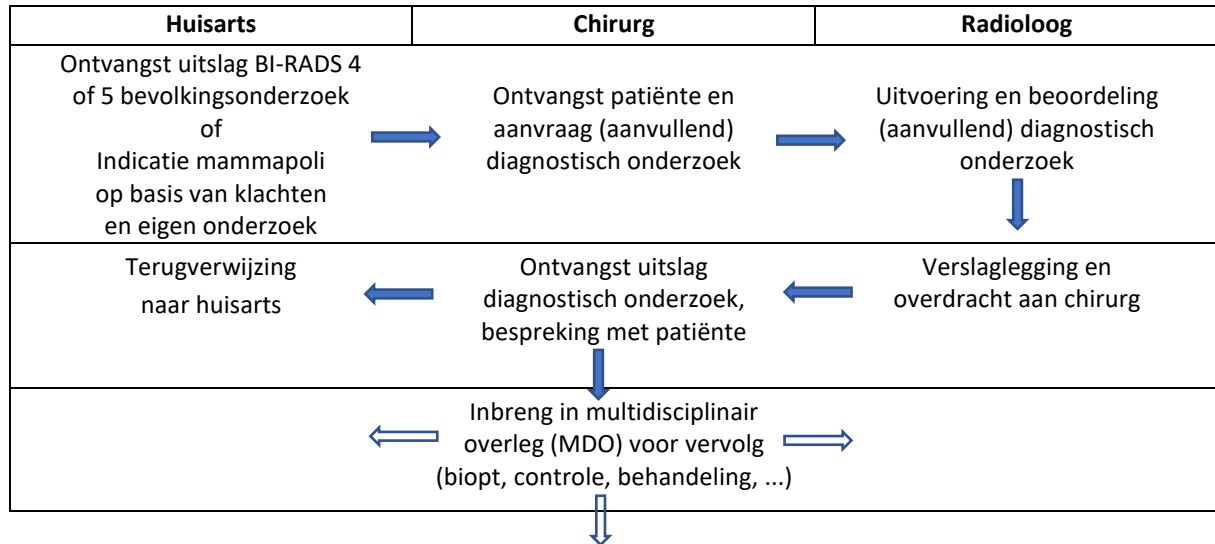 Huisarts
Chirurg
Radioloog
Ontvangst uitslag BI-RADS 4
of 5 bevolkingsonderzoek
of
Indicatie mammapoli
op basis van klachten
en eigen onderzoek
Ontvangst patiënte en
aanvraag (aanvullend)
diagnostisch onderzoek
Uitvoering en beoordeling
(aanvullend) diagnostisch
onderzoek
Terugverwijzing
naar huisarts
Ontvangst uitslag
diagnostisch onderzoek,
bespreking met patiënte
Verslaglegging en
overdracht aan chirurg
Inbreng in multidisciplinair
overleg (MDO) voor vervolg
(biopt, controle, behandeling, ...)